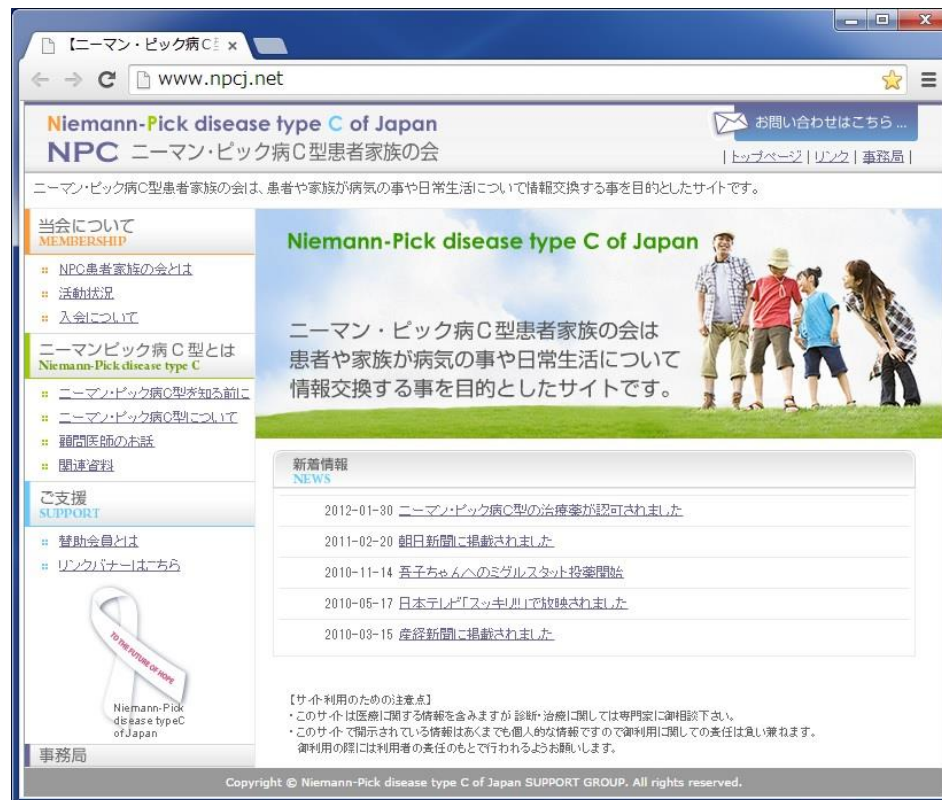 【ニーマン・ピック病C
www.npcj.net
Niemann-Pick disease type C of Japan
NPC ニーマン・ピック病C型患者家族の会
お問い合わせはこちら ...
|トップページ|リンク|事務局|
ニーマン・ピック病C型患者家族の会は、患者や家族が病気の事や日常生活について情報交換する事を目的としたサイトです。
当会について
MEMBERSHIP
NPC患者家族の会とは
活動状況
入会について
ニーマンピック病 C 型とは
Niemann-Pick disease type C
ニーマン・ピック病C型を知る前に
ニーマン・ピック病C型について
顧問医師のお話
関連資料
ご支援
SUPPORT
賛助会員とは
リンクバナーはこちら
TO THE FUTURE OF HOPE
Niemann-Pick
disease typeC
of Japan
事務局
Niemann-Pick disease type C of Japan
ニーマン・ピック病C型患者家族の会は
患者や家族が病気の事や日常生活について
情報交換する事を目的としたサイトです。
新着情報
NEWS
2012-01-30 ニーマン・ピック病C型の治療薬が認可されました
2011-02-20 朝日新聞に掲載されました
2010-11-14 吾子ちゃんへのミグルスタット投薬開始
2010-05-17 日本テレビ「スッキリ!!」で放映されました
2010-03-15 産経新聞に掲載されました
【サイト利用のための注意点】
・このサイトは医療に関する情報を含みますが 診断・治療に関しては専門家に御相談下さい。
・このサイトで開示されている情報はあくまでも個人的な情報ですので御利用に関しての責任は負い兼ねます。
御利用の際には利用者の責任のもとで行われるようお願いします。
Copyright © Niemann-Pick disease type C of Japan SUPPORT GROUP. All rights reserved.